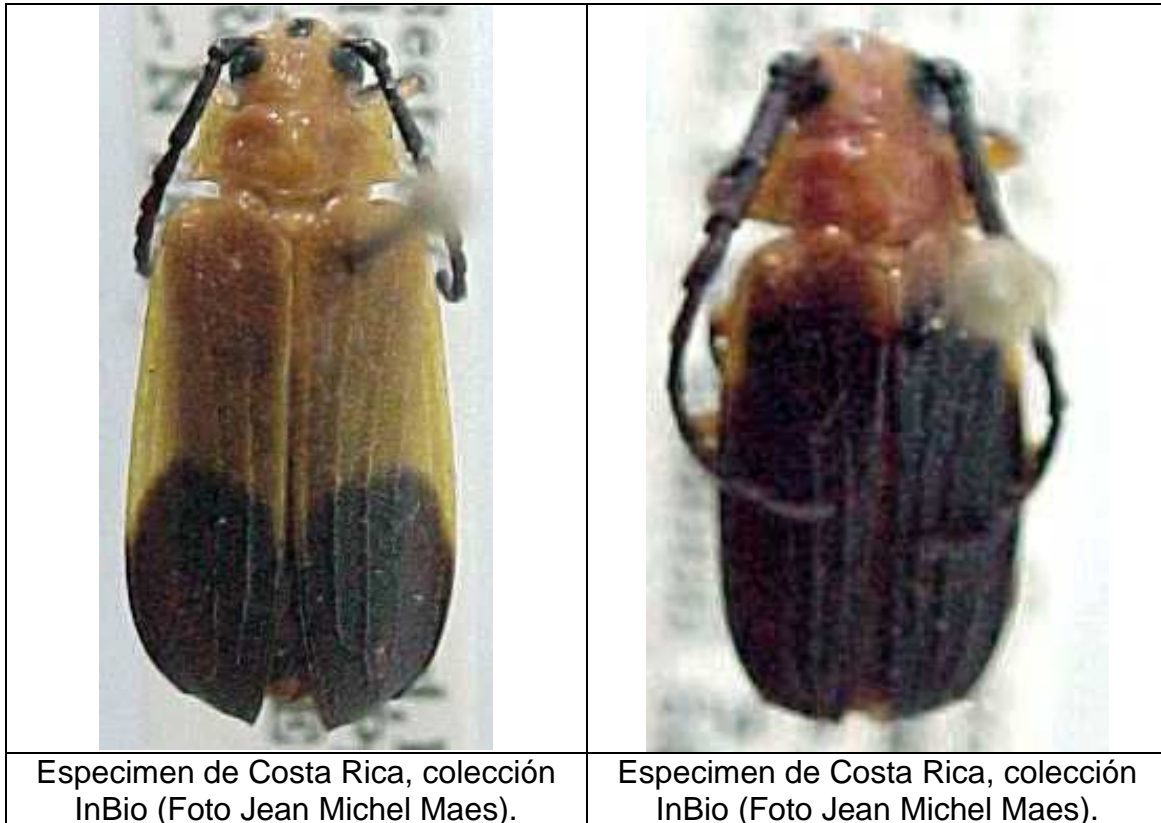 Especimen de Costa Rica, colección
InBio (Foto Jean Michel Maes).
Especimen de Costa Rica, colección
InBio (Foto Jean Michel Maes).